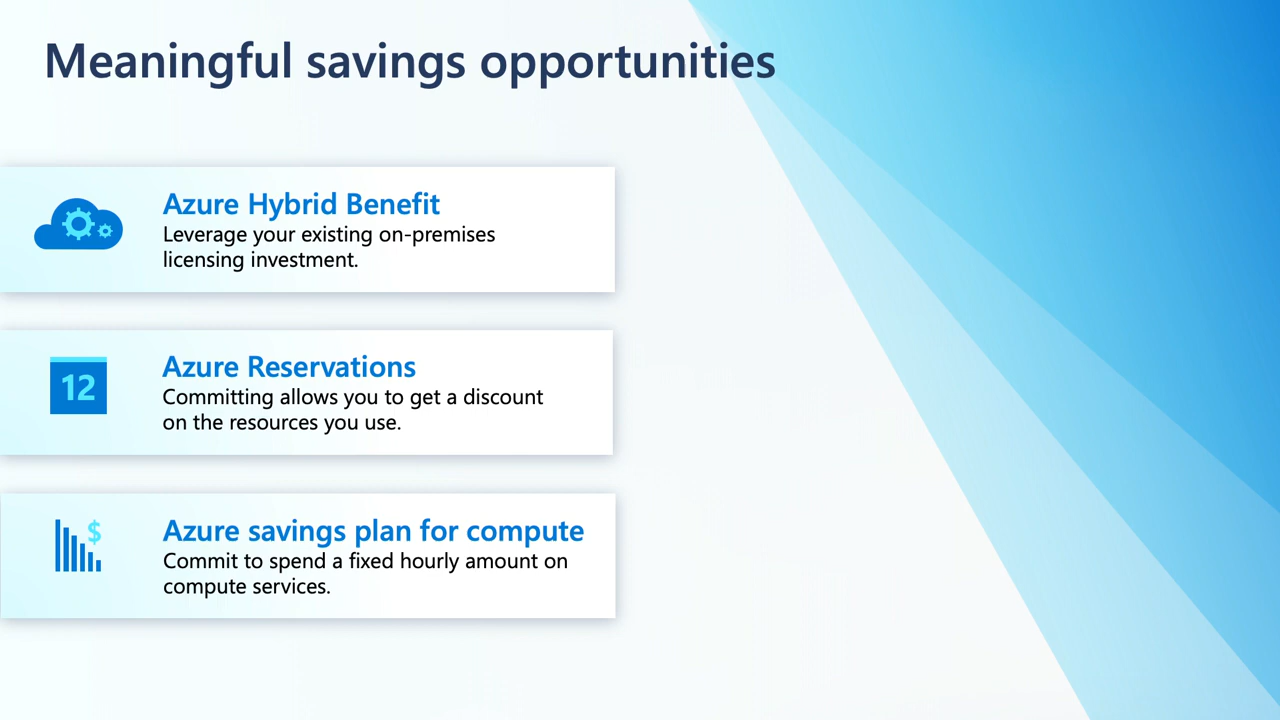 Meaningful savings opportunities
Azure Hybrid Benefit
Leverage your existing on-premises
licensing investment.
12
Azure Reservations
Committing allows you to get a discount
on the resources you use.
$
Azure savings plan for compute
Commit to spend a fixed hourly amount on
compute services.